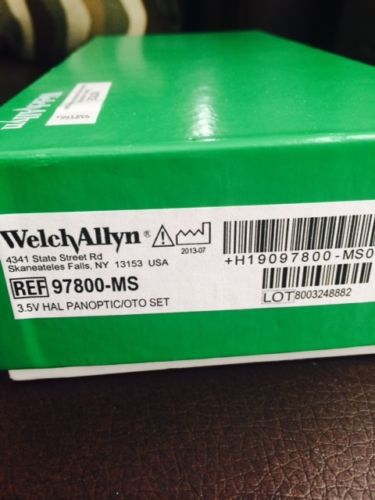 WelchAllyn
WelchAllyn®
2013-07
4341 State Street Rd
Skaneateles Falls, NY 13153 USA
REF 97800-MS
3.5V HAL PANOPTIC/OTO SET
+H19097800-MS0
LOT 8003248882